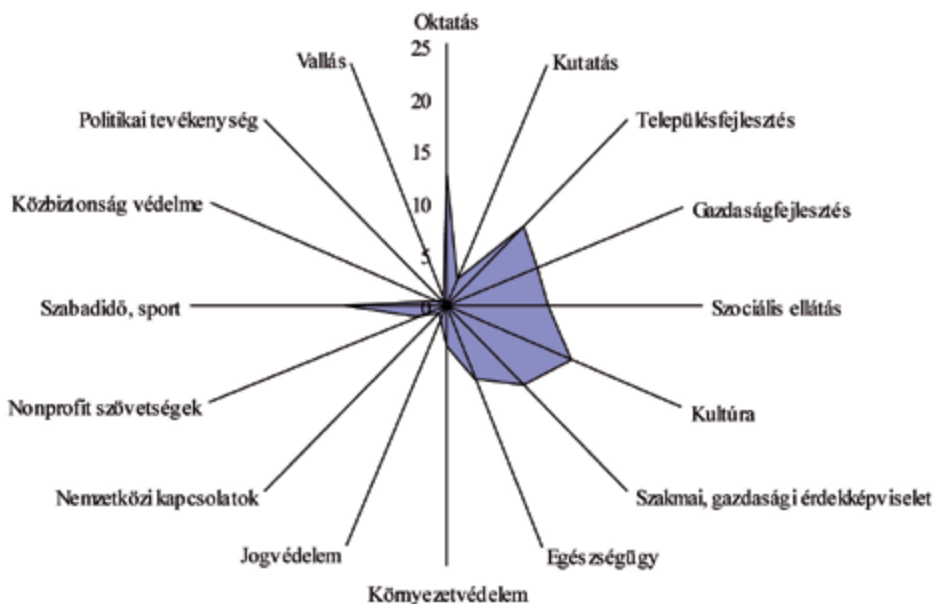 Oktatás
25
Vallás
Kutatás
20
Politikai tevékenység
Településfejlesztés
15
Közbiztonság védelme
10
Gazdaságfejlesztés
5
Szabadidő, sport
0
Szociális ellátás
Nonprofit szövetségek
Kultúra
Nemzetközi kapcsolatok
Szakmai, gazdasági érdekképviselet
Jogvédelem
Egészségügy
Környezetvédelem